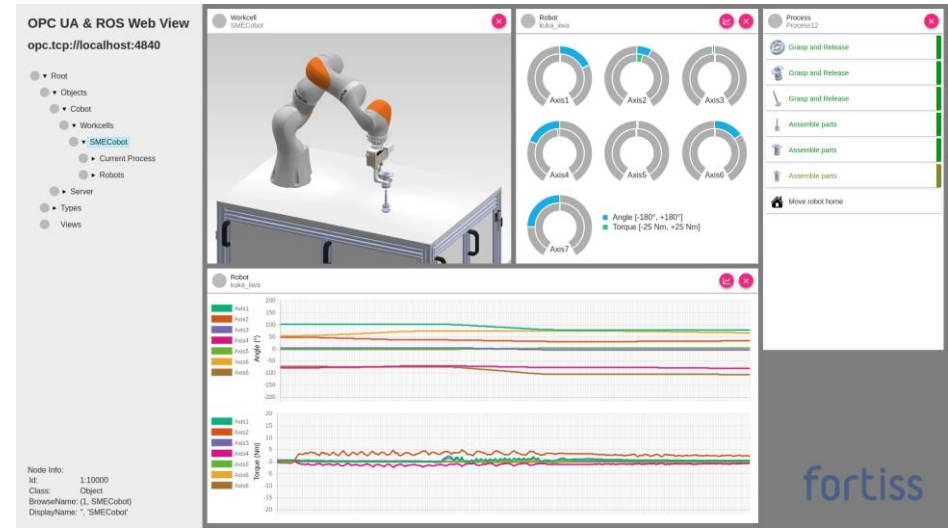 OPC UA & ROS Web View
opc.tcp://localhost:4840
▾ Root
▾ Objects
▾ Cobot
▾ Workcells
▾ SMECobot
▸ Current Process
▸ Robots
▸ Server
▸ Types
Views
Node Info:
Id: 1:10000
Class: Object
BrowseName: (1, SMECobot)
DisplayName: '', 'SMECobot'
Workcell
SMECobot
Robot
kuka_iiwa
Axis1
Axis2
Axis3
Axis4
Axis5
Axis6
Axis7
Angle [-180°, +180°]
Torque [-25 Nm, +25 Nm]
Process
Process12
Grasp and Release
Grasp and Release
Grasp and Release
Assemble parts
Assemble parts
Assemble parts
Move robot home
Robot
kuka_iiwa
Axis1
Axis2
Axis3
Axis4
Axis5
Axis6
Axis6
Angle (°)
200
150
100
50
0
-50
-100
-150
-200
Axis1
Axis2
Axis3
Axis4
Axis5
Axis6
Axis6
Torque (Nm)
20
15
10
5
0
-5
-10
-15
-20
fortiss